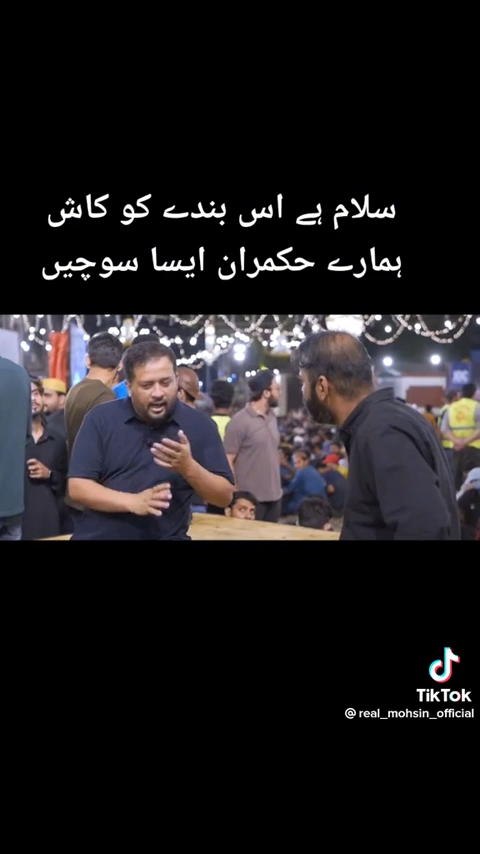 سلام ہے اس بندے کو کاش
ہمارے حکمران ایسا سوچیں
TikTok
@real_mohsin_official